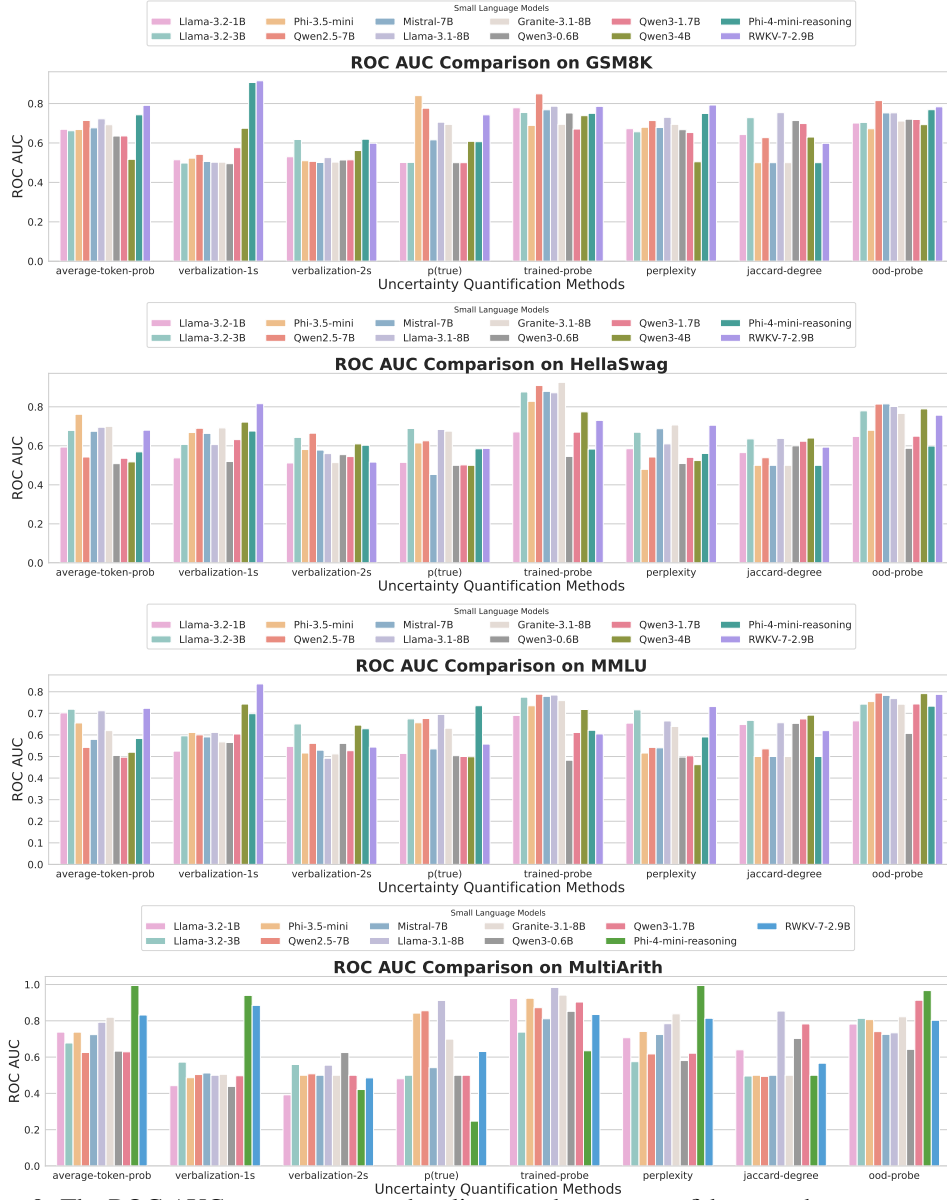 Small Language Models
Llama-3.2-1B Phi-3.5-mini Mistral-7B Granite-3.1-8B Qwen3-1.7B Phi-4-mini-reasoning
Llama-3.2-3B Qwen2.5-7B Llama-3.1-8B Qwen3-0.6B Qwen3-4B RWKV-7-2.9B
ROC AUC Comparison on GSM8K
ROC AUC
0.8
0.6
0.4
0.2
0.0
average-token-prob verbalization-1s verbalization-2s p(true) trained-probe perplexity jaccard-degree ood-probe
Uncertainty Quantification Methods
Small Language Models
Llama-3.2-1B Phi-3.5-mini Mistral-7B Granite-3.1-8B Qwen3-1.7B Phi-4-mini-reasoning
Llama-3.2-3B Qwen2.5-7B Llama-3.1-8B Qwen3-0.6B Qwen3-4B RWKV-7-2.9B
ROC AUC Comparison on HellaSwag
ROC AUC
0.8
0.6
0.4
0.2
0.0
average-token-prob verbalization-1s verbalization-2s p(true) trained-probe perplexity jaccard-degree ood-probe
Uncertainty Quantification Methods
Small Language Models
Llama-3.2-1B Phi-3.5-mini Mistral-7B Granite-3.1-8B Qwen3-1.7B Phi-4-mini-reasoning
Llama-3.2-3B Qwen2.5-7B Llama-3.1-8B Qwen3-0.6B Qwen3-4B RWKV-7-2.9B
ROC AUC Comparison on MMLU
ROC AUC
0.8
0.7
0.6
0.5
0.4
0.3
0.2
0.1
0.0
average-token-prob verbalization-1s verbalization-2s p(true) trained-probe perplexity jaccard-degree ood-probe
Uncertainty Quantification Methods
Small Language Models
Llama-3.2-1B Phi-3.5-mini Mistral-7B Granite-3.1-8B Qwen3-1.7B RWKV-7-2.9B
Llama-3.2-3B Qwen2.5-7B Llama-3.1-8B Qwen3-0.6B Phi-4-mini-reasoning
ROC AUC Comparison on MultiArith
ROC AUC
1.0
0.8
0.6
0.4
0.2
0.0
average-token-prob verbalization-1s verbalization-2s p(true) trained-probe perplexity jaccard-degree ood-probe
Uncertainty Quantification Methods